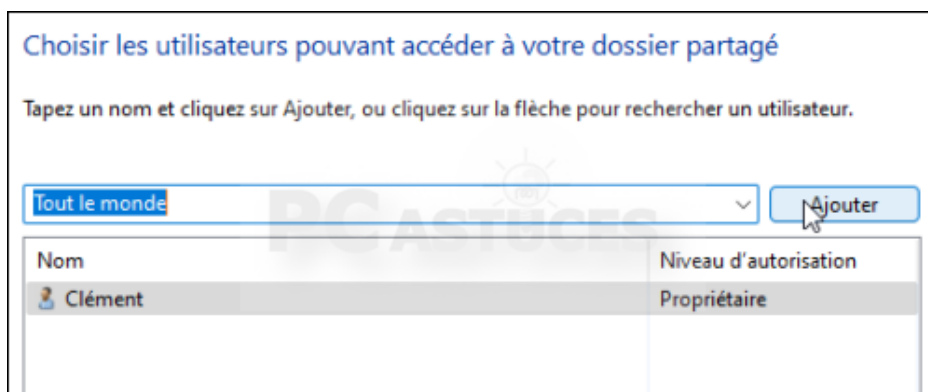 Choisir les utilisateurs pouvant accéder à votre dossier partagé
Tapez un nom et cliquez sur Ajouter, ou cliquez sur la flèche pour rechercher un utilisateur.
Tout le monde
Ajouter
PC ASTUCES
Nom
Niveau d'autorisation
Clément
Propriétaire